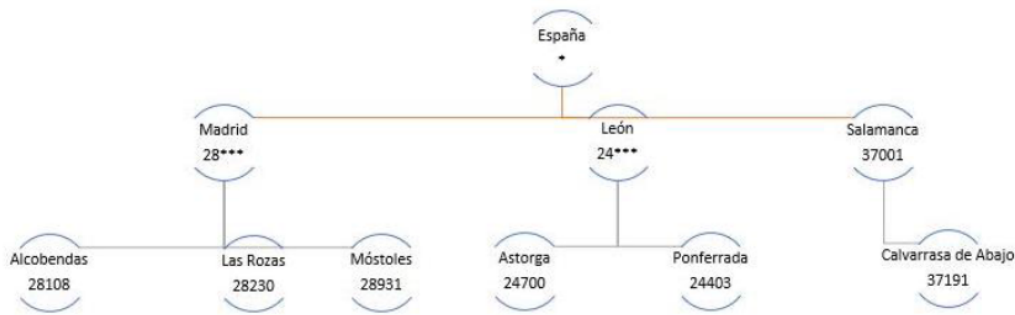 España
*
Madrid
28***
León
24***
Salamanca
37001
Alcobendas
28108
Las Rozas
28230
Móstoles
28931
Astorga
24700
Ponferrada
24403
Calvarrasa de Abajo
37191